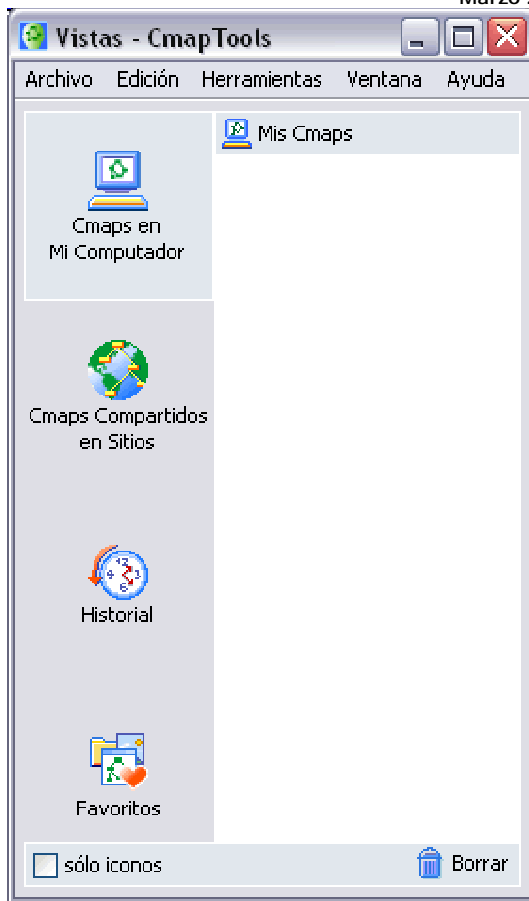 Marzo
Vistas - CmapTools
Archivo Edición Herramientas Ventana Ayuda
Mis Cmaps
Cmaps en
Mi Computador
Cmaps Compartidos
en Sitios
Historial
Favoritos
sólo iconos
Borrar